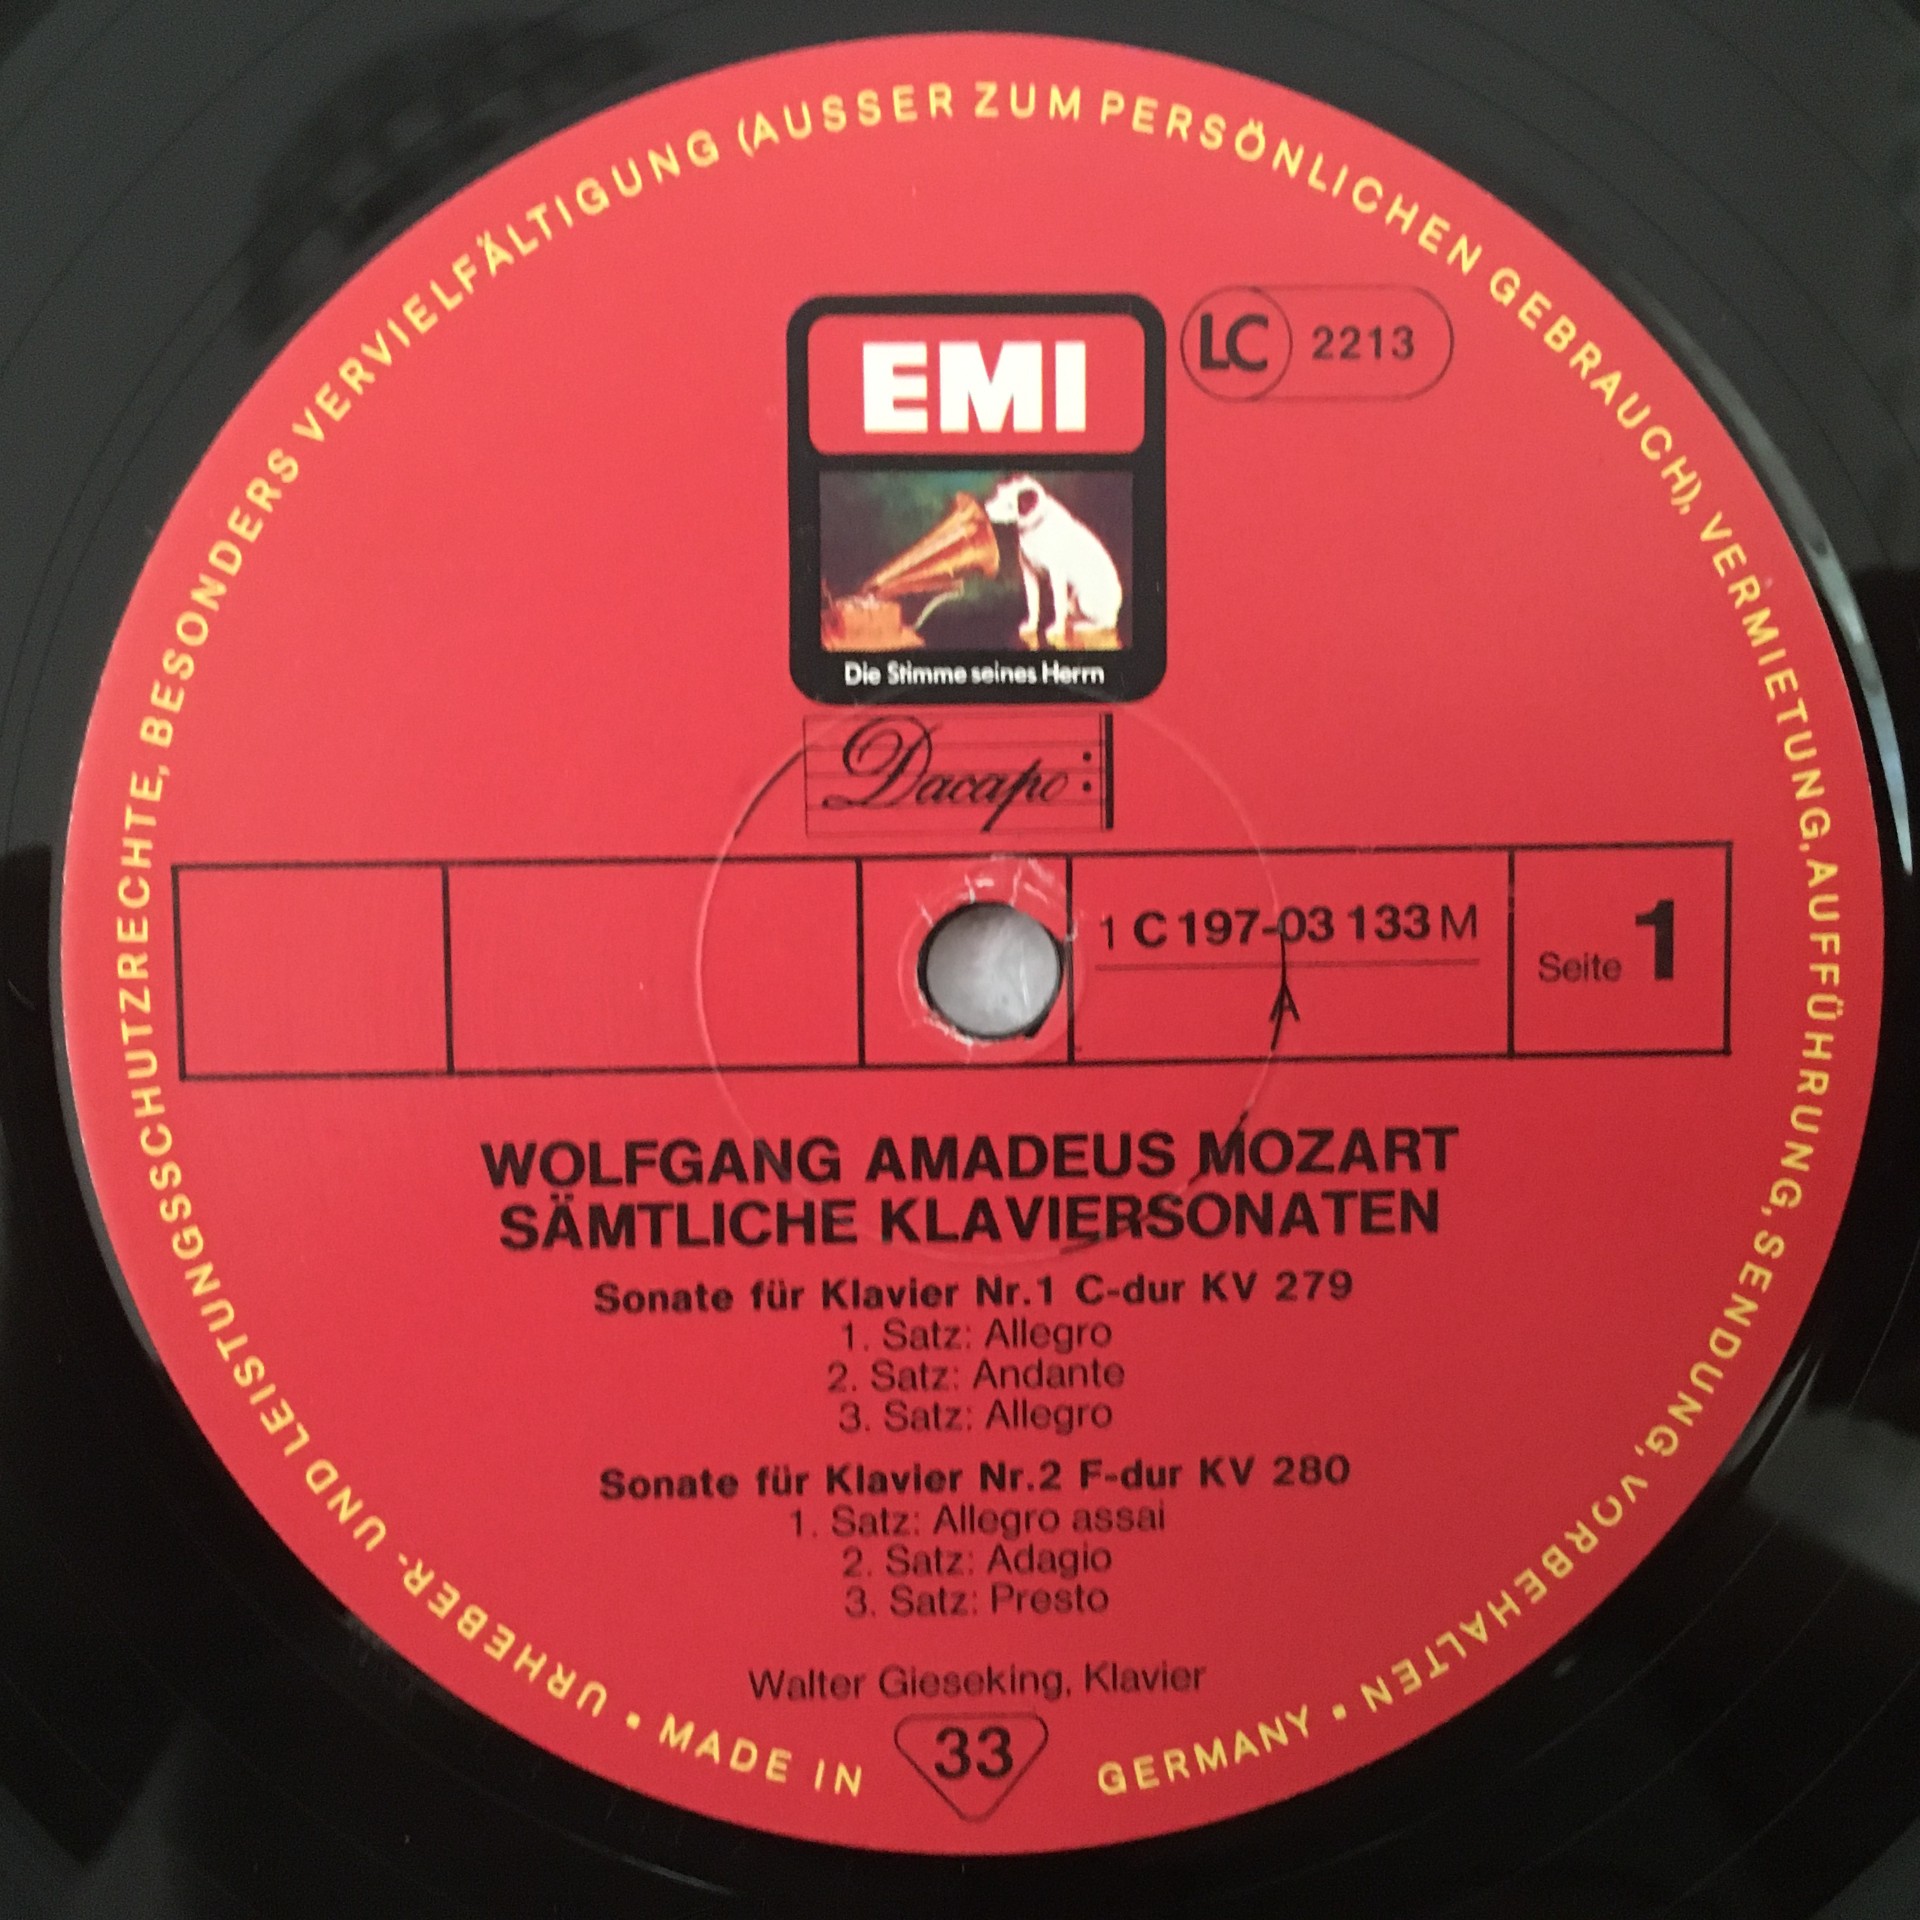 URHEBER- UND LEISTUNGSSCHUTZRECHTE, BESONDERS VERVIELFÄLTIGUNG (AUSSER ZUM PERSÖNLICHEN GEBRAUCH), VERMIETUNG, AUFFÜHRUNG, SENDUNG, VORBEHALTEN •
EMI
LC 2213
Die Stimme seines Herrn
Dacapo
1 C 197-03 133 M
A
Seite 1
WOLFGANG AMADEUS MOZART
SÄMTLICHE KLAVIERSONATEN
Sonate für Klavier Nr.1 C-dur KV 279
1. Satz: Allegro
2. Satz: Andante
3. Satz: Allegro
Sonate für Klavier Nr.2 F-dur KV 280
1. Satz: Allegro assai
2. Satz: Adagio
3. Satz: Presto
Walter Gieseking, Klavier
33
• MADE IN GERMANY